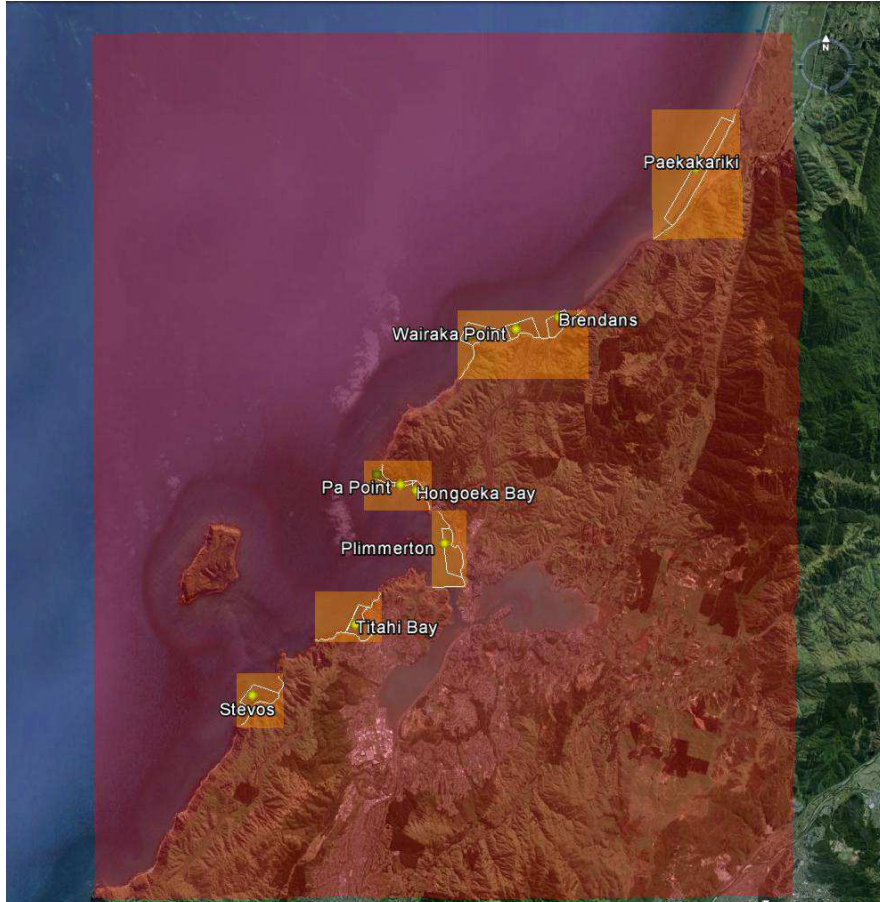 N
Paekakariki
Brendans
Wairaka Point
Pa Point
Hongoeka Bay
Plimmerton
Titahi Bay
Stevos